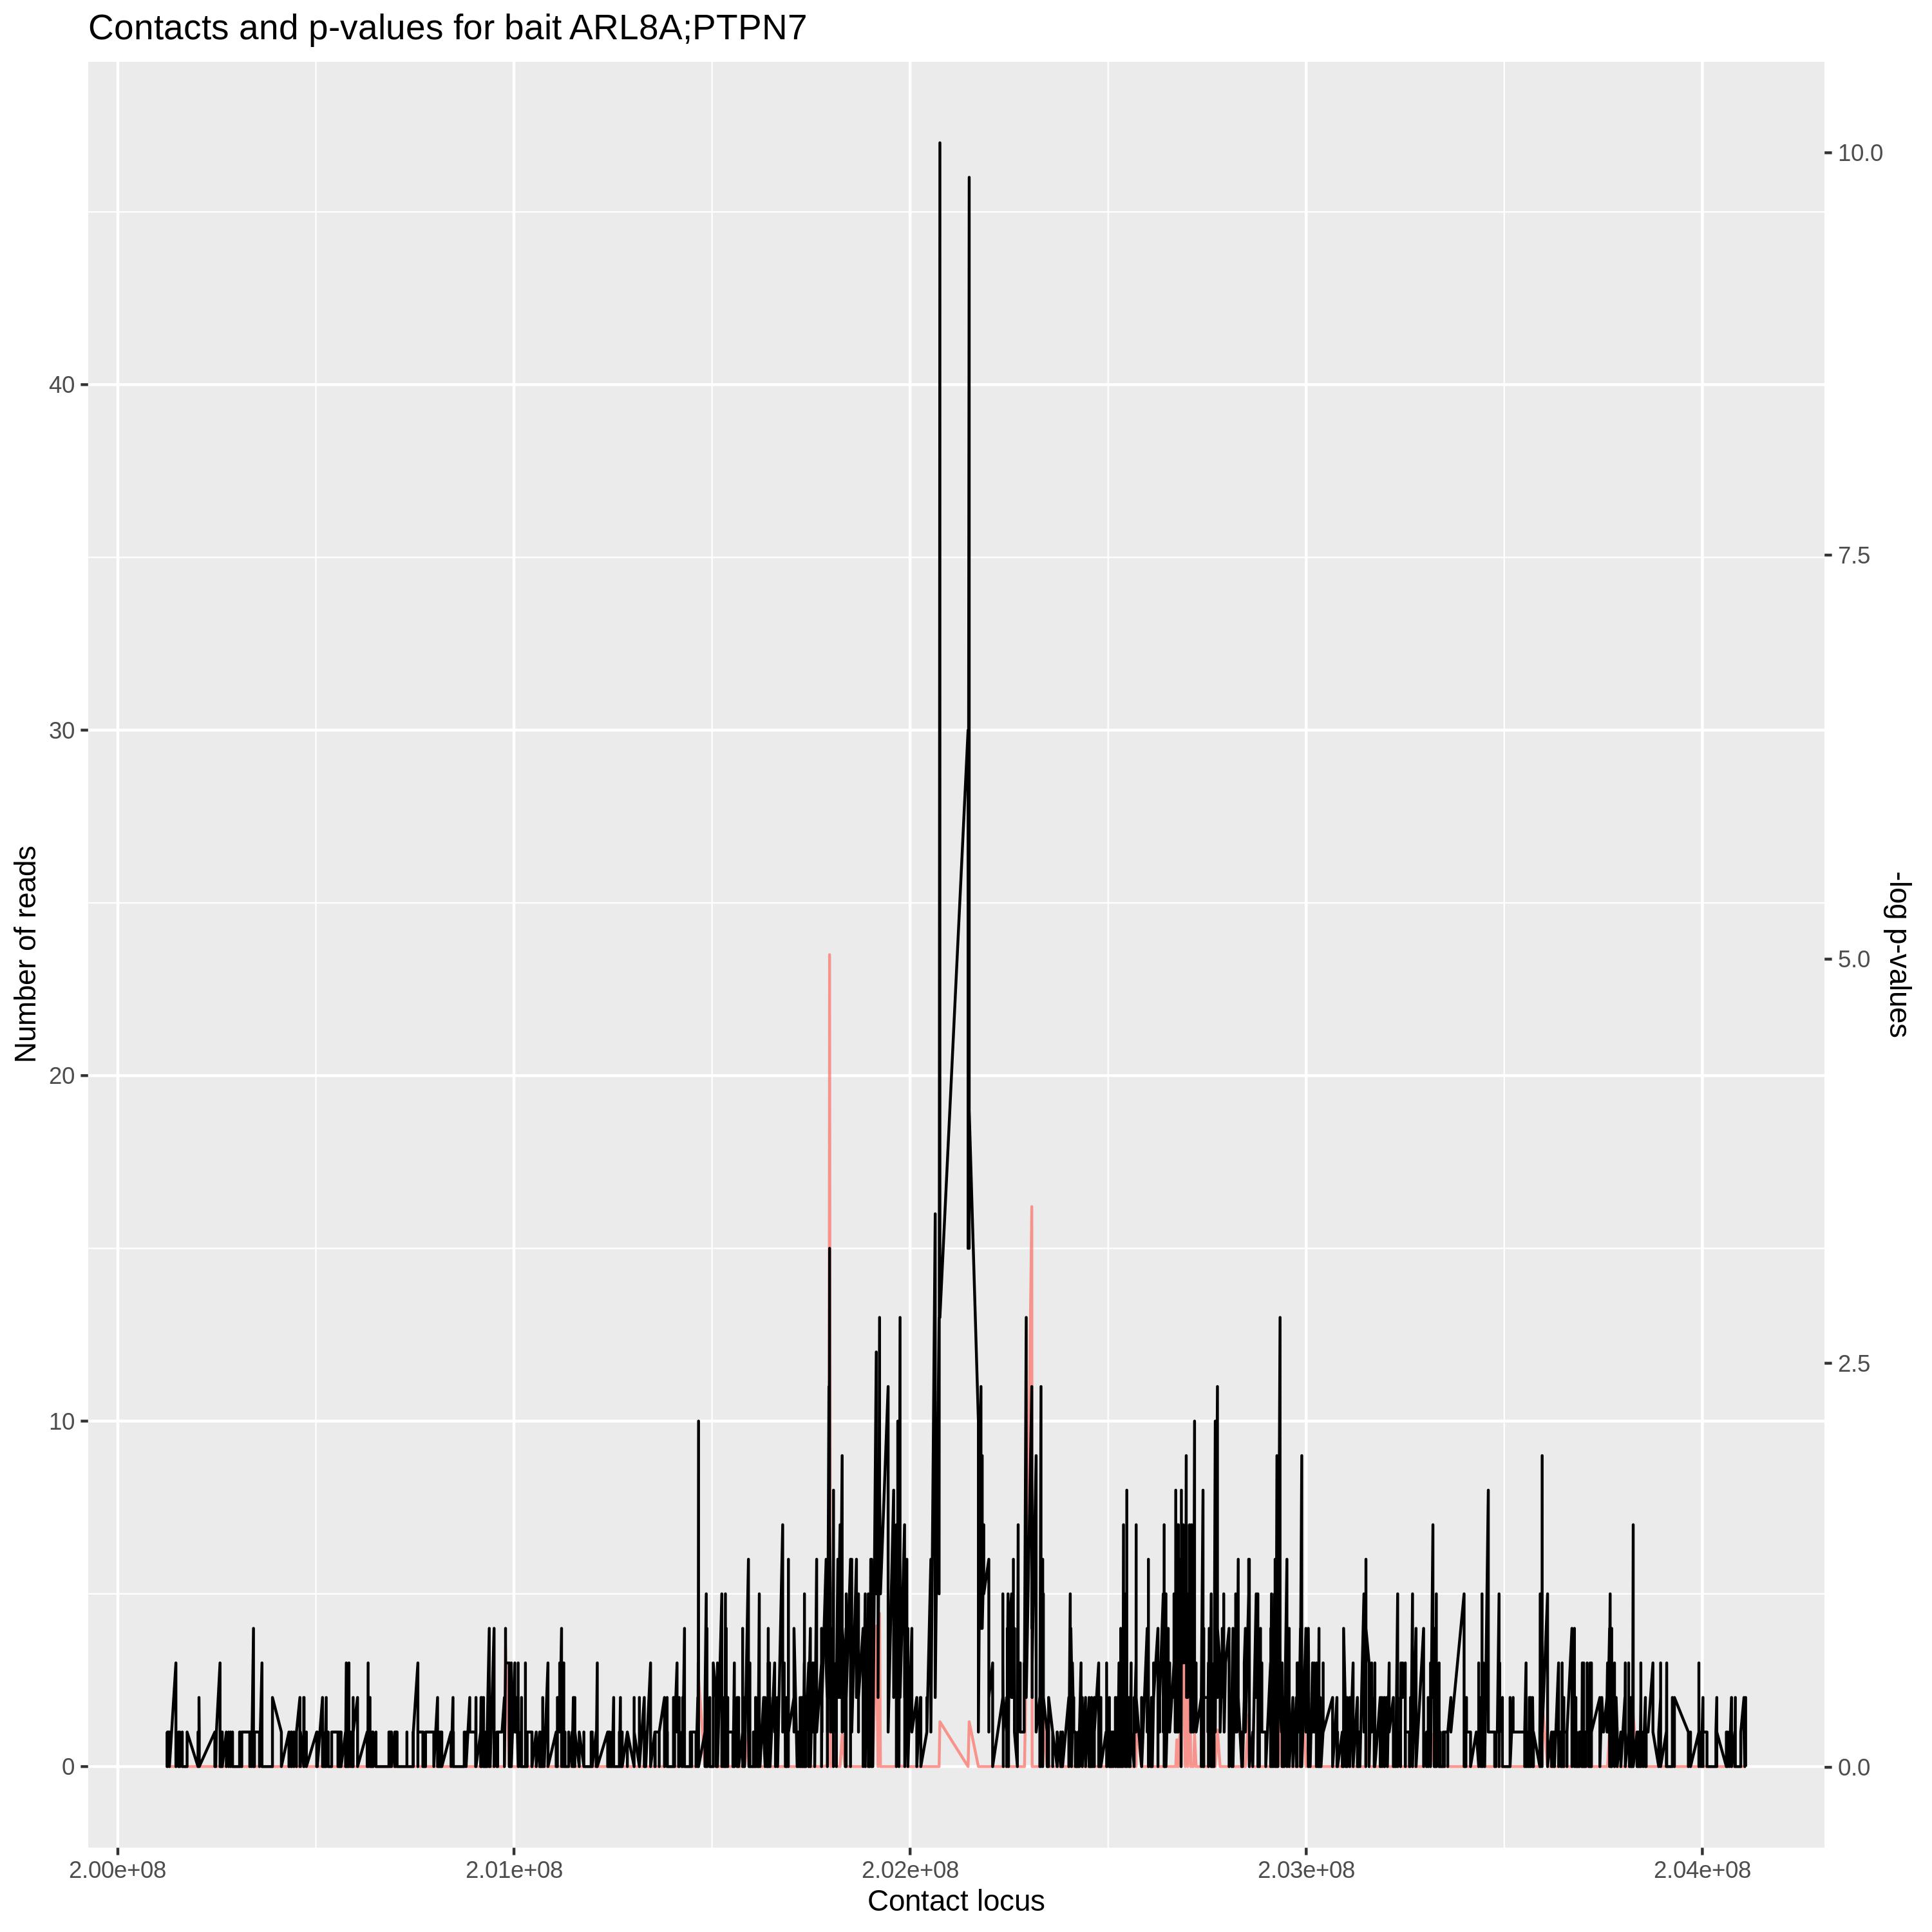 Contacts and p-values for bait ARL8A;PTPN7
10.0
40
7.5
30
Number of reads
-log p-values
5.0
20
2.5
10
0
0.0
2.00e+08
2.01e+08
2.02e+08
2.03e+08
2.04e+08
Contact locus